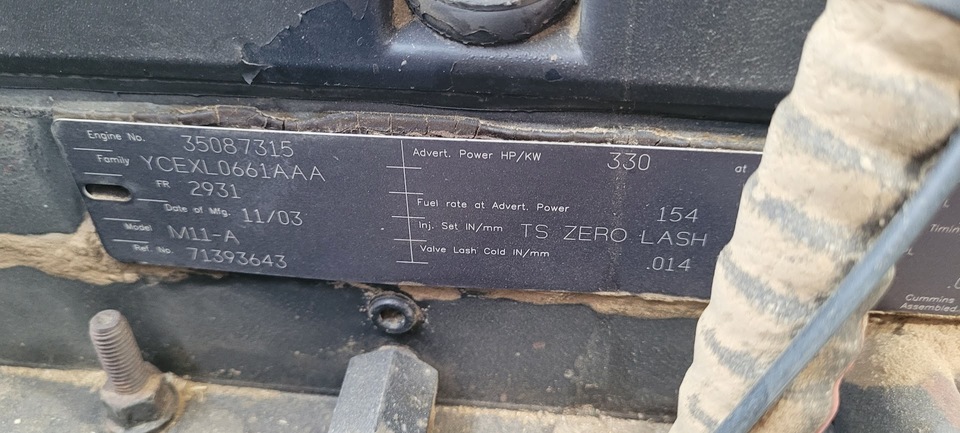 Engine No. 35087315
Family YCEXL0661AAA
FR 2931
Date of Mfg. 11/03
Model M11-A
Ref. No. 71393643
Advert. Power HP/KW 330 at
Fuel rate at Advert. Power 154
Inj. Set IN/mm TS ZERO LASH
Valve Lash Cold IN/mm .014
Cummins
Assembled